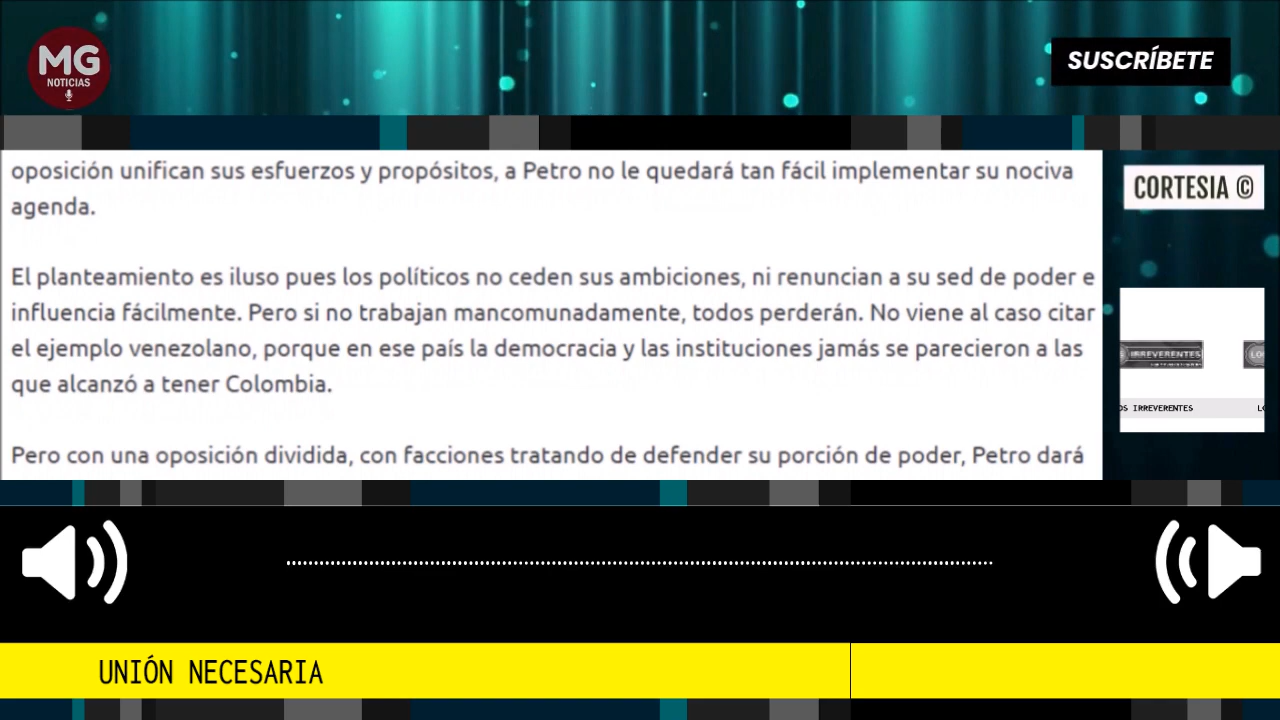 MG
NOTICIAS
SUSCRÍBETE
oposición unifican sus esfuerzos y propósitos, a Petro no le quedará tan fácil implementar su nociva
agenda.
El planteamiento es iluso pues los políticos no ceden sus ambiciones, ni renuncian a su sed de poder e
influencia fácilmente. Pero si no trabajan mancomunadamente, todos perderán. No viene al caso citar
el ejemplo venezolano, porque en ese país la democracia y las instituciones jamás se parecieron a las
que alcanzó a tener Colombia.
Pero con una oposición dividida, con facciones tratando de defender su porción de poder, Petro dará
CORTESIA ©
IRREVERENTES
OS IRREVERENTES
LO
UNIÓN NECESARIA